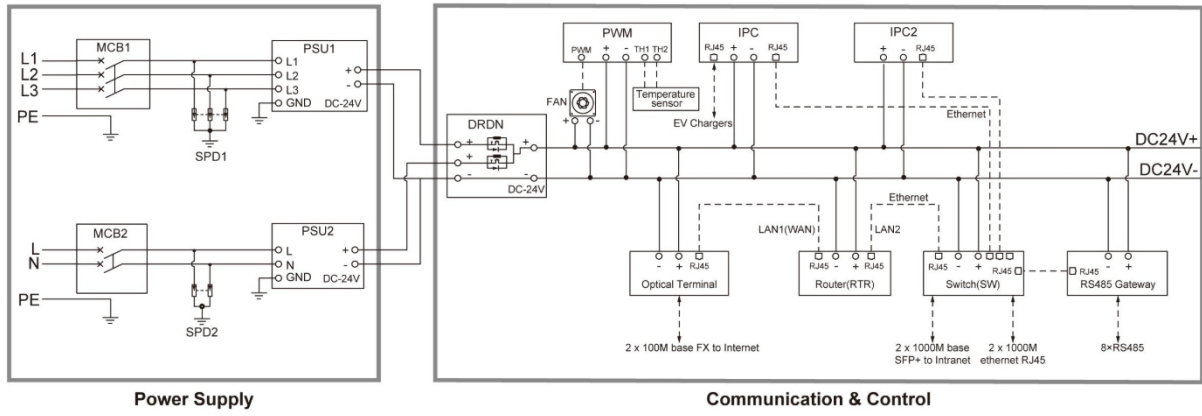 MCB1
PSU1
L1
L2
L3
L1
L2
L3
GND
+
-
DC-24V
PE
SPD1
MCB2
PSU2
L
N
L
N
GND
+
-
DC-24V
PE
SPD2
Power Supply
PWM
PWM
+
-
TH1
TH2
FAN
+
-
Temperature
sensor
IPC
RJ45
+
-
RJ45
EV Chargers
IPC2
+
-
RJ45
Ethernet
DRDN
+
+
-
+
-
DC-24V
DC24V+
DC24V-
LAN1(WAN)
LAN2
Ethernet
-
+
RJ45
Optical Terminal
RJ45
-
+
RJ45
Router(RTR)
RJ45
-
+
RJ45
Switch(SW)
RJ45
-
+
RS485 Gateway
2 x 100M base FX to Internet
2 x 1000M base
SFP+ to Intranet
2 x 1000M
ethernet RJ45
8×RS485
Communication & Control